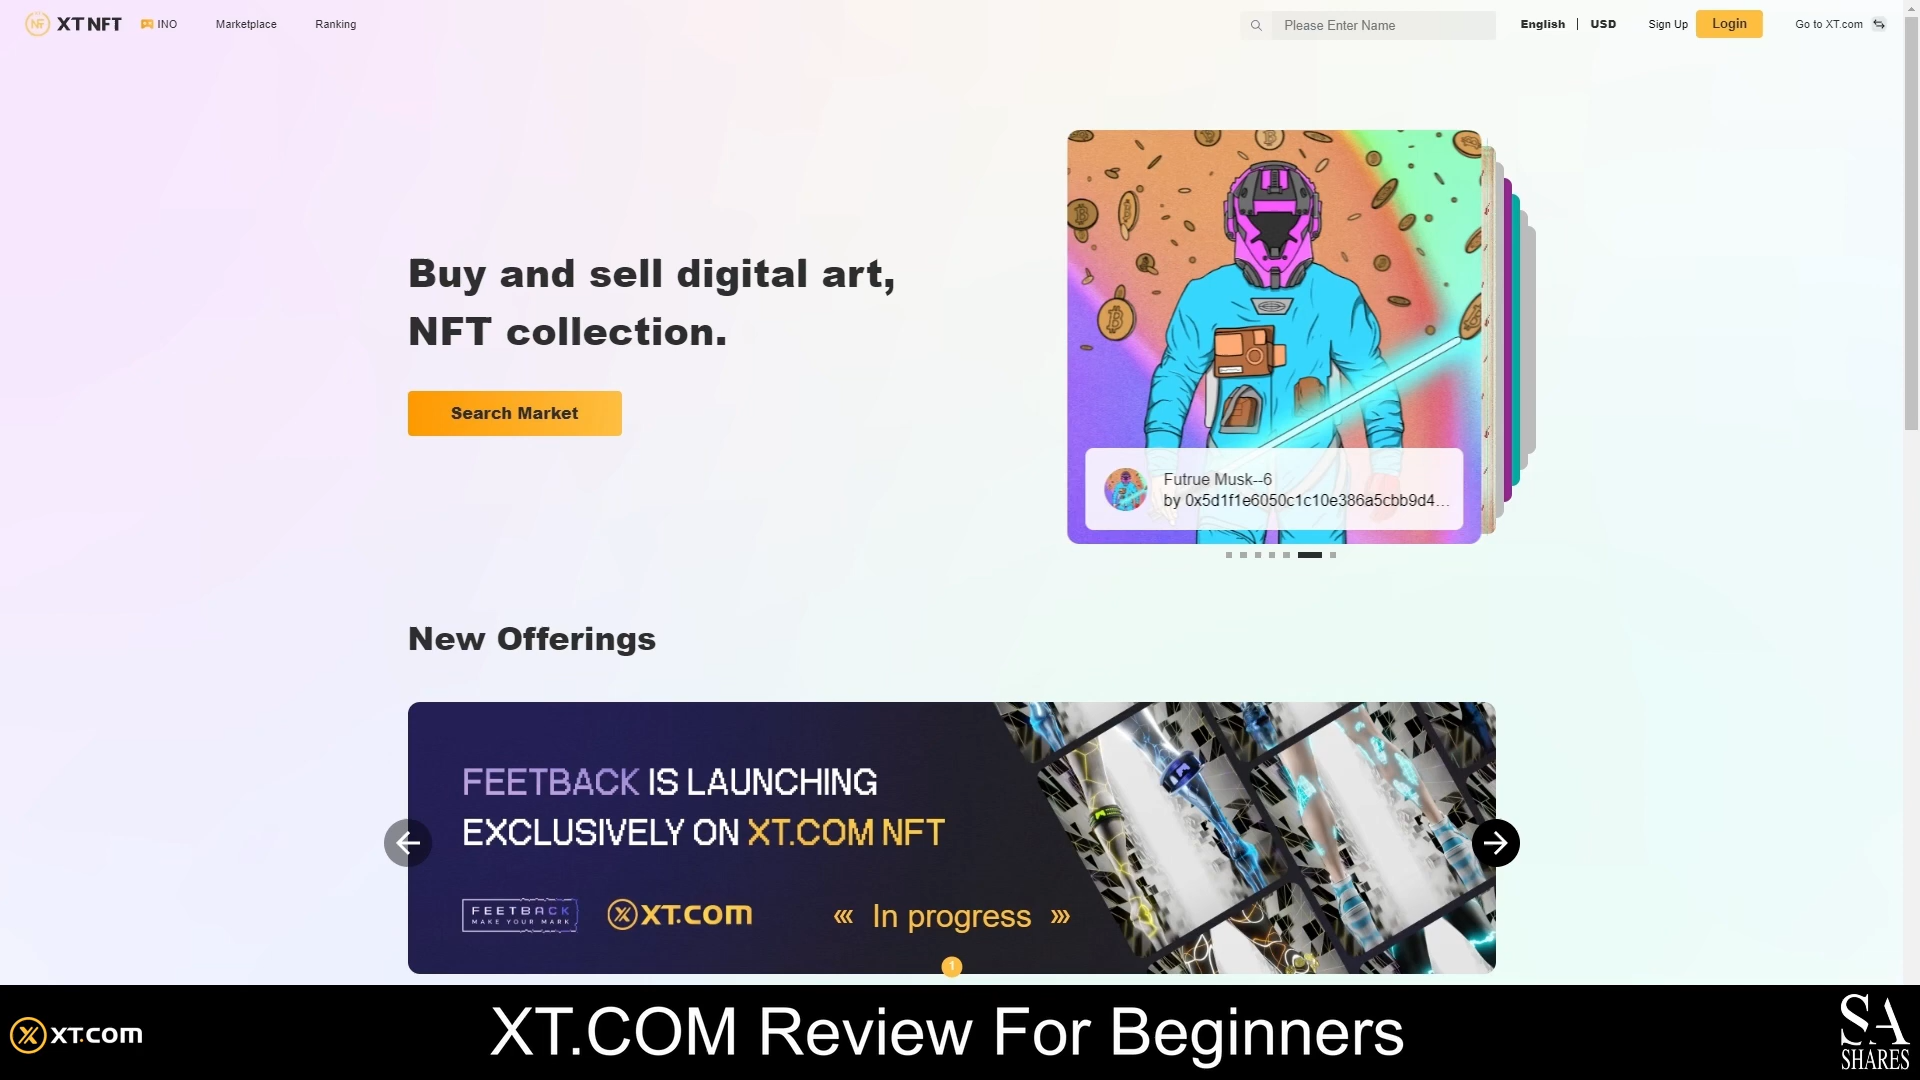 XT NFT
INO
Marketplace
Ranking
Please Enter Name
English | USD
Sign Up
Login
Go to XT.com
Buy and sell digital art,
NFT collection.
Search Market
Futrue Musk--6
by 0x5d1f1e6050c1c10e386a5cbb9d4...
New Offerings
FEETBACK IS LAUNCHING
EXCLUSIVELY ON XT.COM NFT
FEETBACK
MAKE YOUR MARK
XT.COM
« In progress »
1
XT.COM
XT.COM Review For Beginners
SA
SHARES